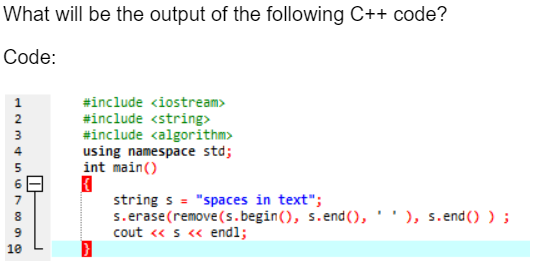 What will be the output of the following C++ code?
Code:
1 #include <iostream>
2 #include <string>
3 #include <algorithm>
4 using namespace std;
5 int main()
6 {
7 string s = "spaces in text";
8 s.erase(remove(s.begin(), s.end(), ' ' ), s.end() ) ;
9 cout << s << endl;
10 }